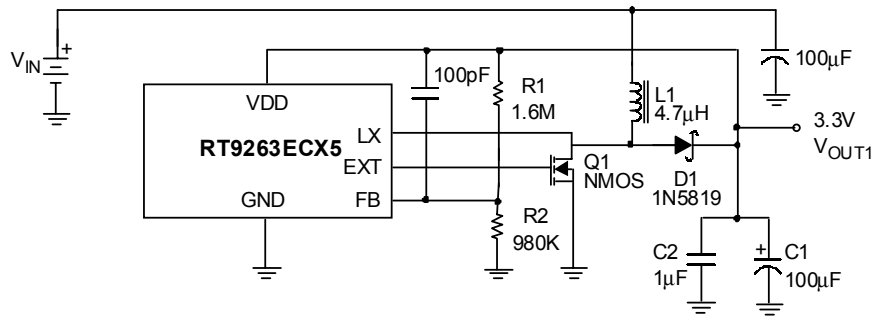 VIN
+
100μF
VDD
100pF
R1
1.6M
L1
4.7μH
RT9263ECX5
LX
EXT
GND
FB
Q1
NMOS
D1
1N5819
3.3V
VOUT1
R2
980K
C2
1μF
+
C1
100μF